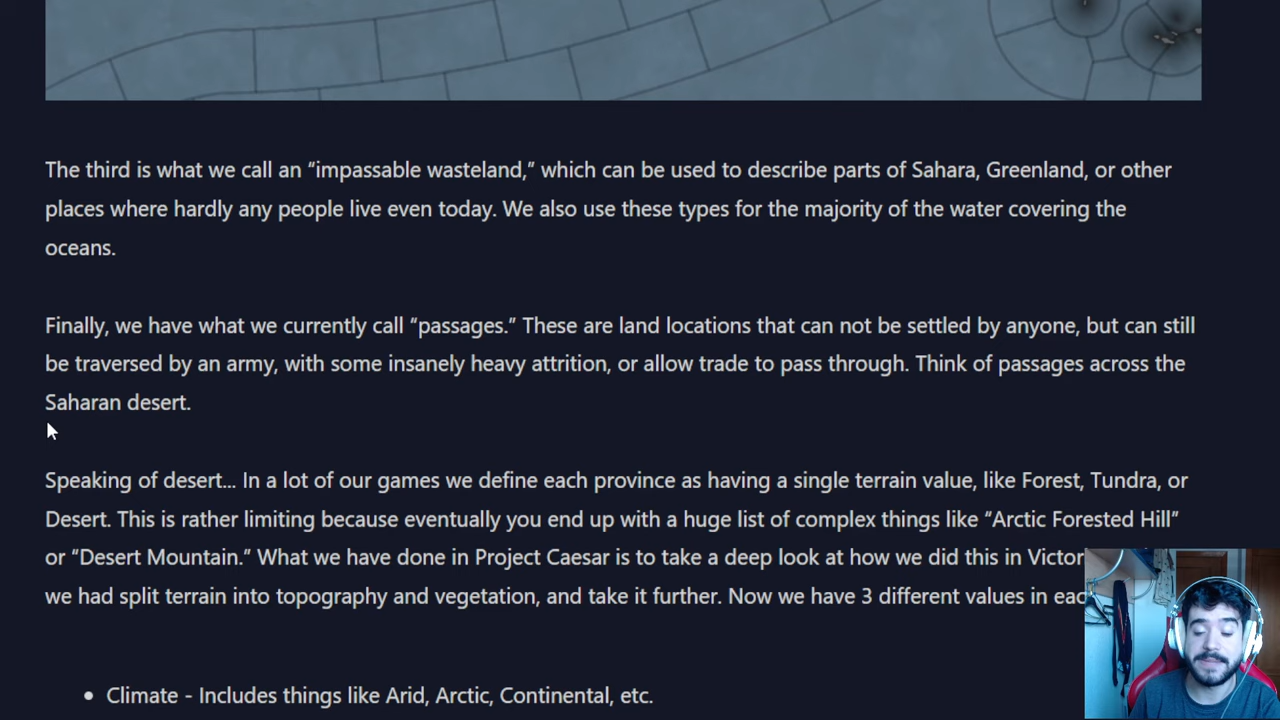 The third is what we call an “impassable wasteland,” which can be used to describe parts of Sahara, Greenland, or other
places where hardly any people live even today. We also use these types for the majority of the water covering the
oceans.
Finally, we have what we currently call “passages.” These are land locations that can not be settled by anyone, but can still
be traversed by an army, with some insanely heavy attrition, or allow trade to pass through. Think of passages across the
Saharan desert.
Speaking of desert... In a lot of our games we define each province as having a single terrain value, like Forest, Tundra, or
Desert. This is rather limiting because eventually you end up with a huge list of complex things like “Arctic Forested Hill”
or “Desert Mountain.” What we have done in Project Caesar is to take a deep look at how we did this in
we had split terrain into topography and vegetation, and take it further. Now we have 3 different values in
• Climate - Includes things like Arid, Arctic, Continental, etc.